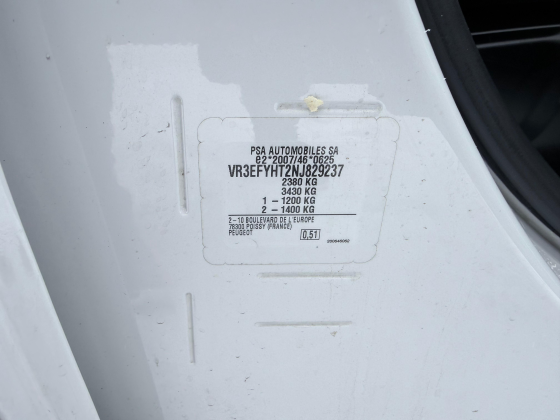 PSA AUTOMOBILES SA
e2*2007/46*0625
VR3EFYHT2NJ829237
2380 KG
3430 KG
1 - 1200 KG
2 - 1400 KG
2 - 10 BOULEVARD DE L'EUROPE
78300 POISSY (FRANCE)
PEUGEOT
0,51